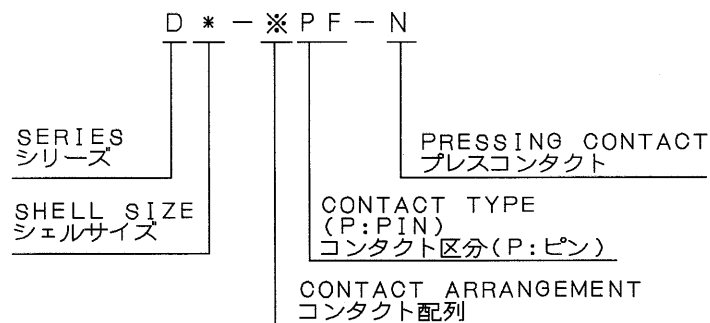 D*-※PF-N
SERIES
シリーズ
PRESSING CONTACT
プレスコンタクト
SHELL SIZE
シェルサイズ
CONTACT TYPE
(P:PIN)
コンタクト区分(P:ピン)
CONTACT ARRANGEMENT
コンタクト配列